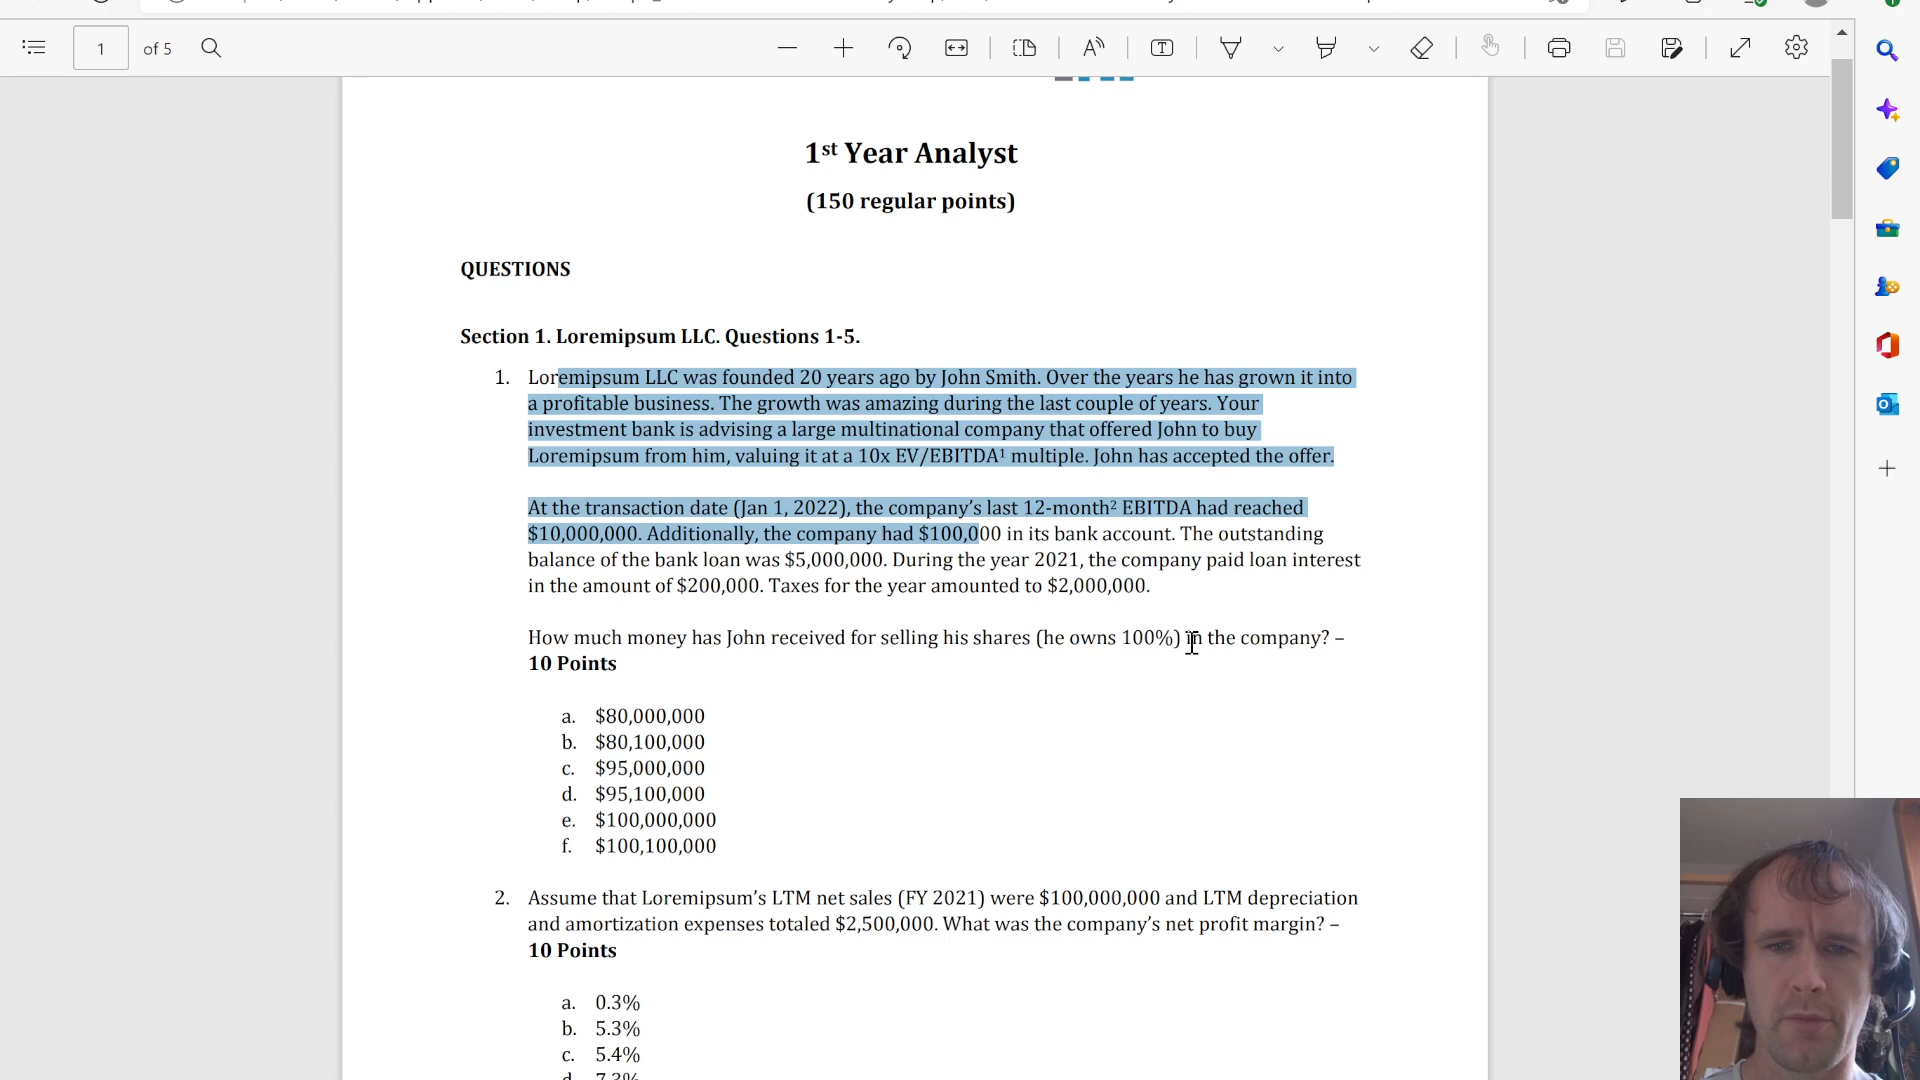 1
of 5
1st Year Analyst
(150 regular points)
QUESTIONS
Section 1. Loremipsum LLC. Questions 1-5.
1. Loremipsum LLC was founded 20 years ago by John Smith. Over the years he has grown it into
a profitable business. The growth was amazing during the last couple of years. Your
investment bank is advising a large multinational company that offered John to buy
Loremipsum from him, valuing it at a 10x EV/EBITDA¹ multiple. John has accepted the offer.
At the transaction date (Jan 1, 2022), the company’s last 12-month² EBITDA had reached
$10,000,000. Additionally, the company had $100,000 in its bank account. The outstanding
balance of the bank loan was $5,000,000. During the year 2021, the company paid loan interest
in the amount of $200,000. Taxes for the year amounted to $2,000,000.
How much money has John received for selling his shares (he owns 100%) in the company? –
10 Points
a. $80,000,000
b. $80,100,000
c. $95,000,000
d. $95,100,000
e. $100,000,000
f. $100,100,000
2. Assume that Loremipsum’s LTM net sales (FY 2021) were $100,000,000 and LTM depreciation
and amortization expenses totaled $2,500,000. What was the company’s net profit margin? –
10 Points
a. 0.3%
b. 5.3%
c. 5.4%
d. 7.3%